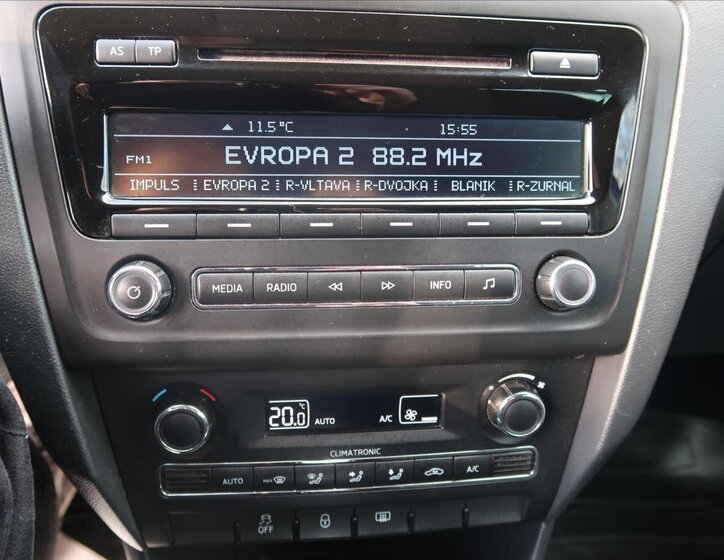 AS TP
11.5°C 15:55
FM1 EVROPA 2 88.2 MHz
IMPULS EVROPA 2 R-VLTAVA R-DVOJKA BLANIK R-ZURNAL
MEDIA RADIO INFO
20.0 °C AUTO A/C
CLIMATRONIC
AUTO MAX A/C
OFF